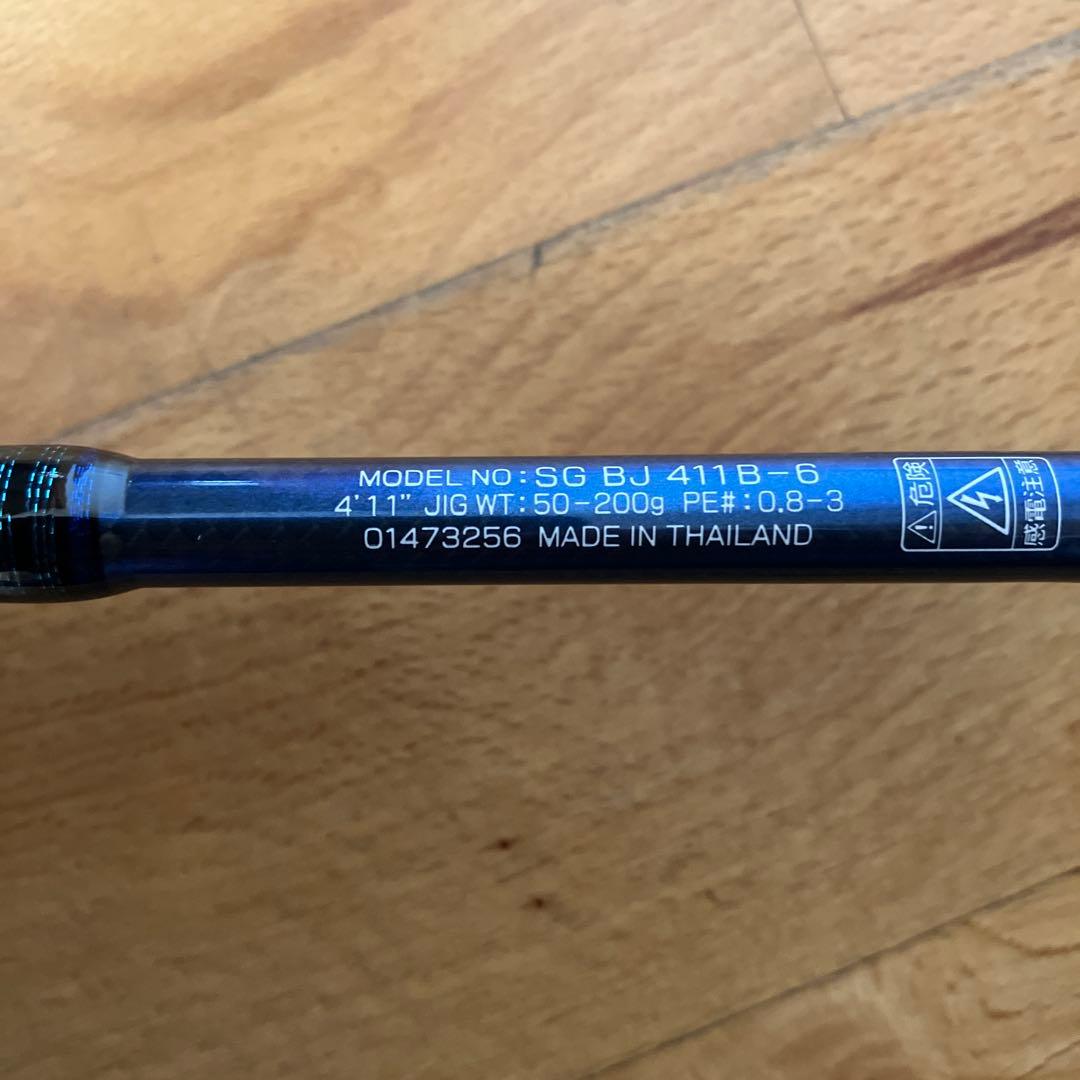 MODEL NO: SG BJ 411B-6
4'11" JIG WT: 50-200g PE#: 0.8-3
01473256 MADE IN THAILAND
危険
感電注意